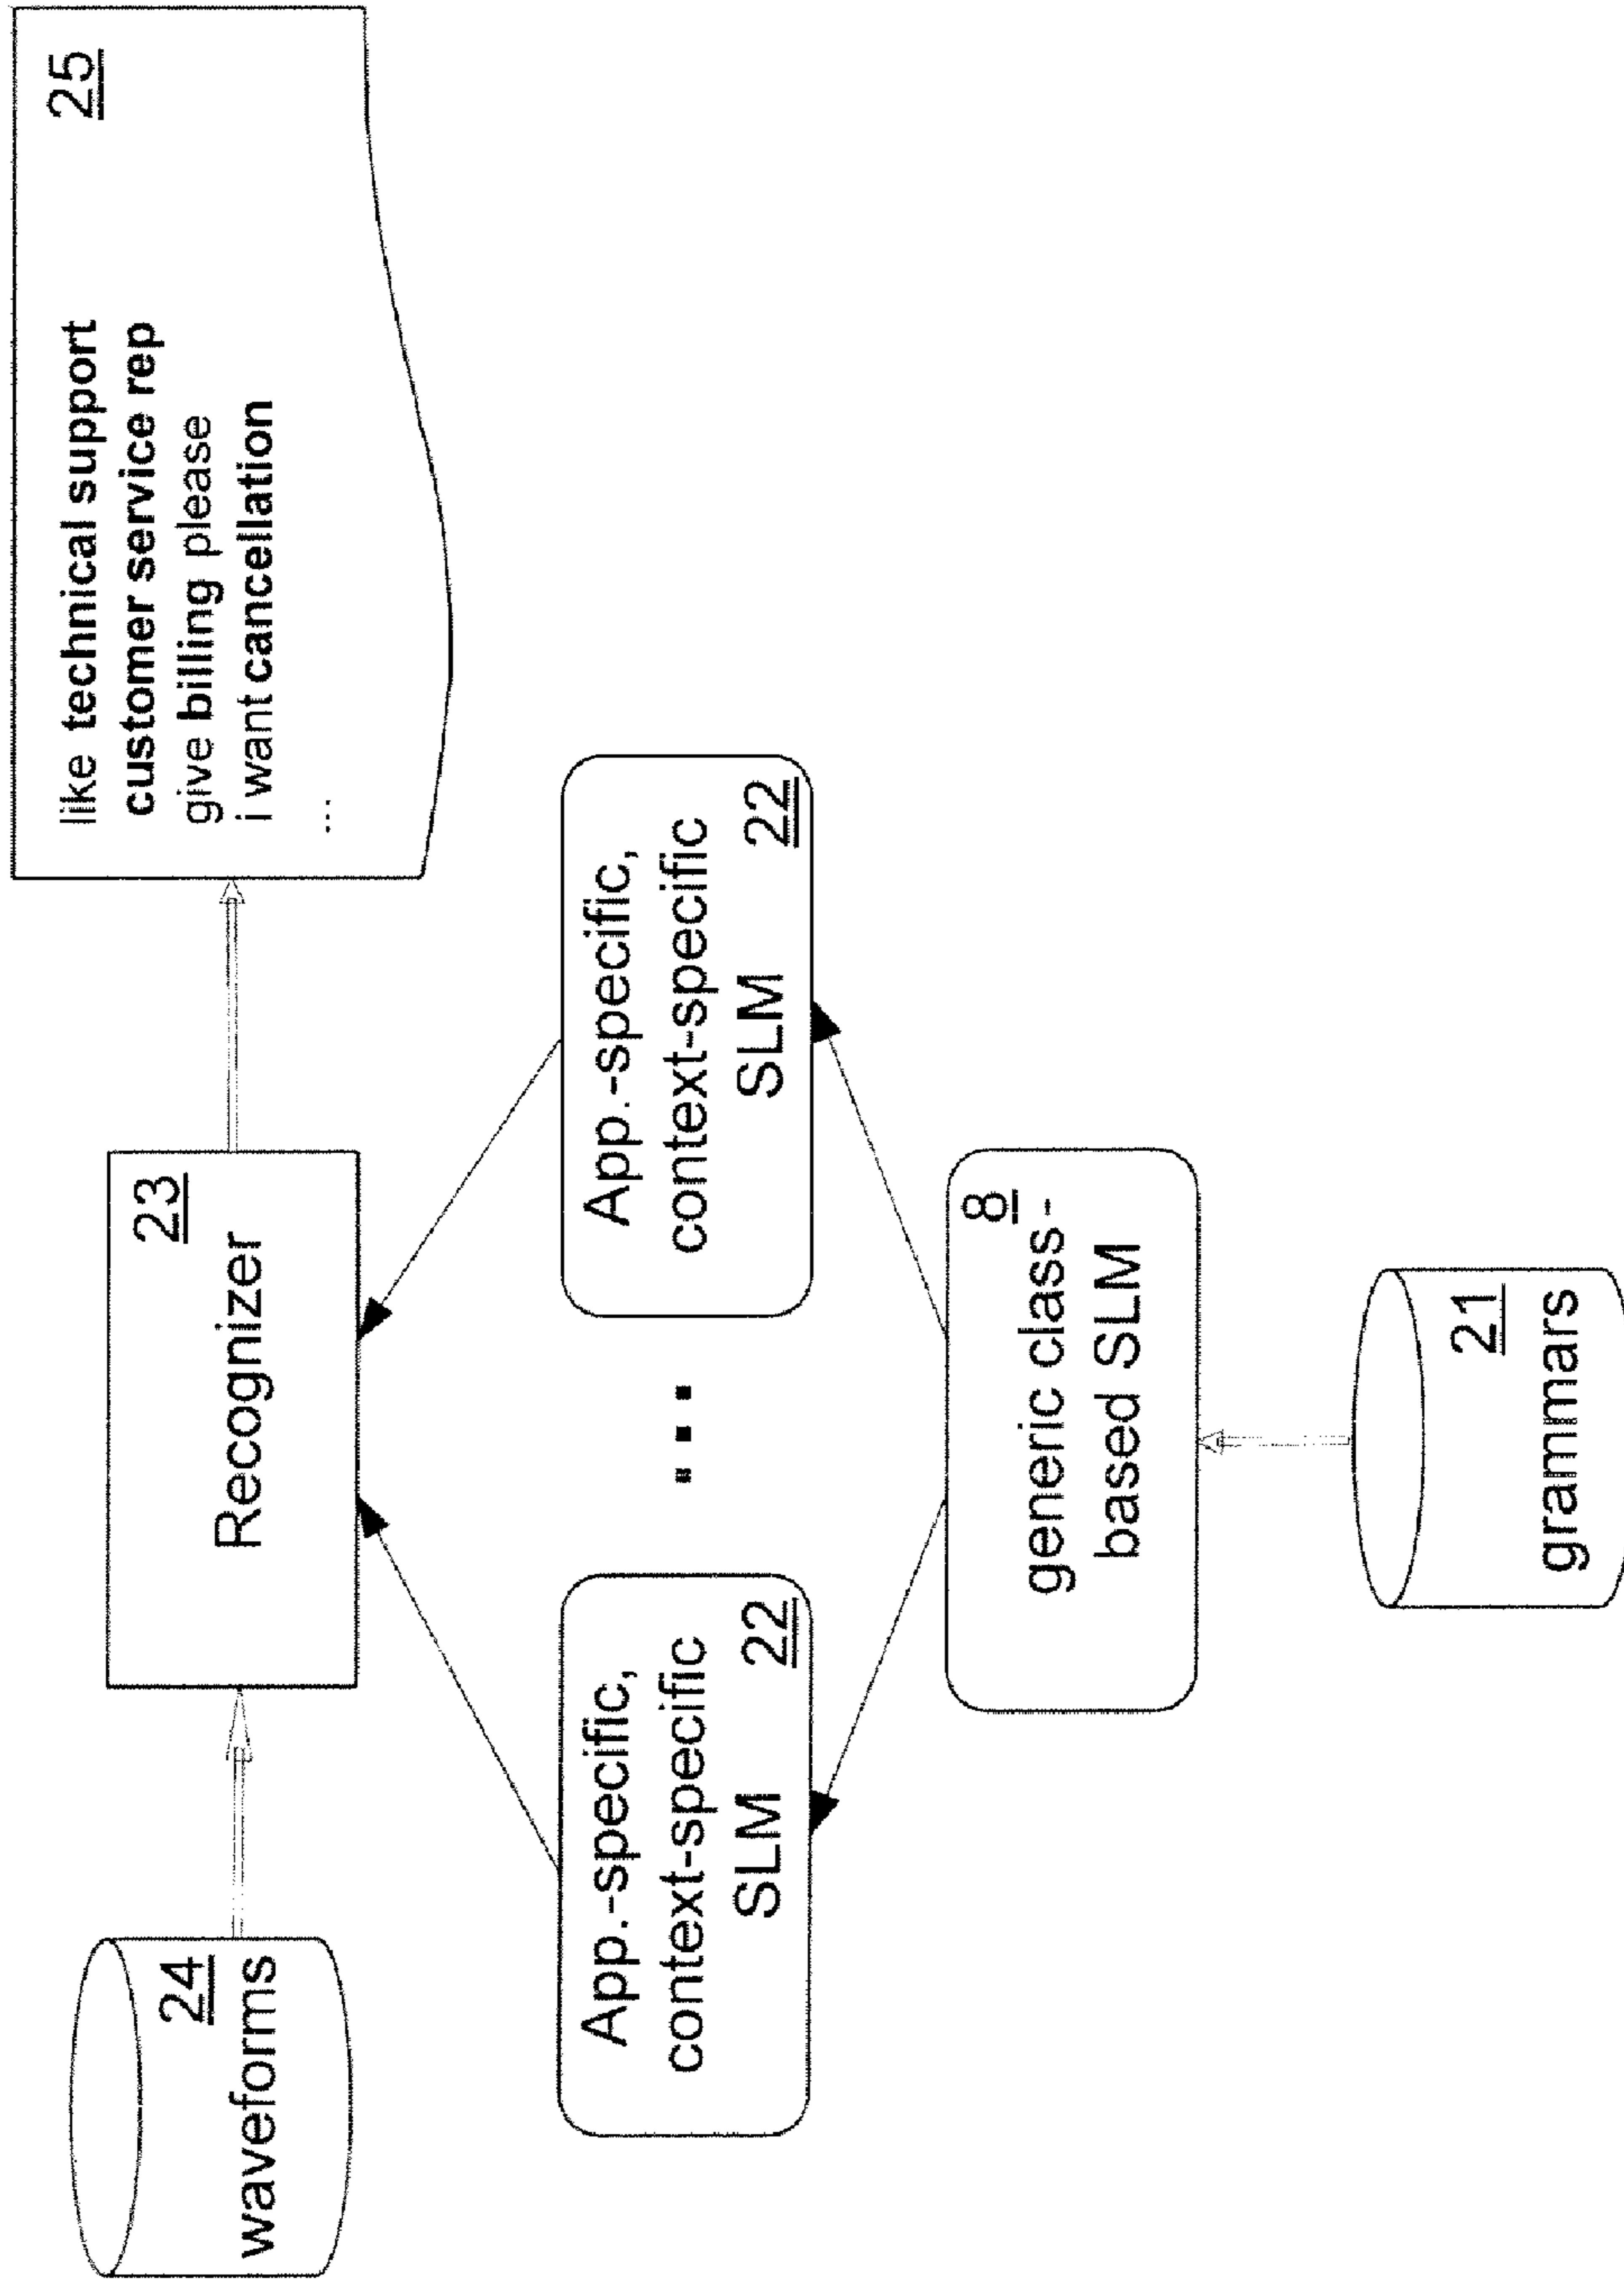 24
waveforms
23
Recognizer
25
like technical support
customer service rep
give billing please
i want cancellation
...
App.-specific,
context-specific
SLM 22
...
App.-specific,
context-specific
SLM 22
8
generic class-
based SLM
21
grammars